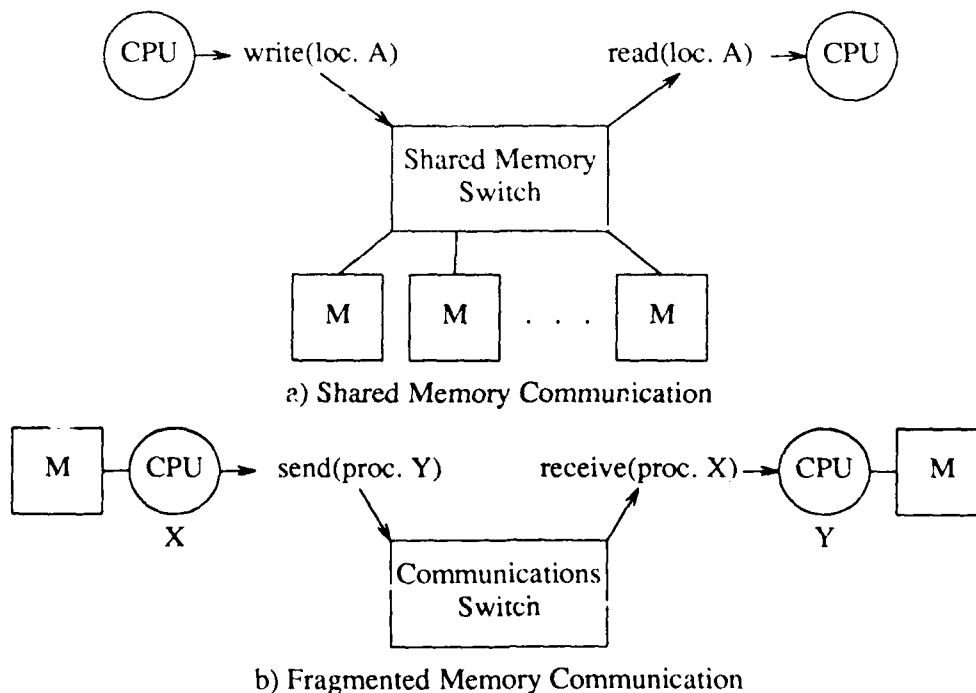 CPU write(loc. A) read(loc. A) CPU
Shared Memory
Switch
M M . . . M
a) Shared Memory Communication
M CPU send(proc. Y) receive(proc. X) CPU M
X Y
Communications
Switch
b) Fragmented Memory Communication